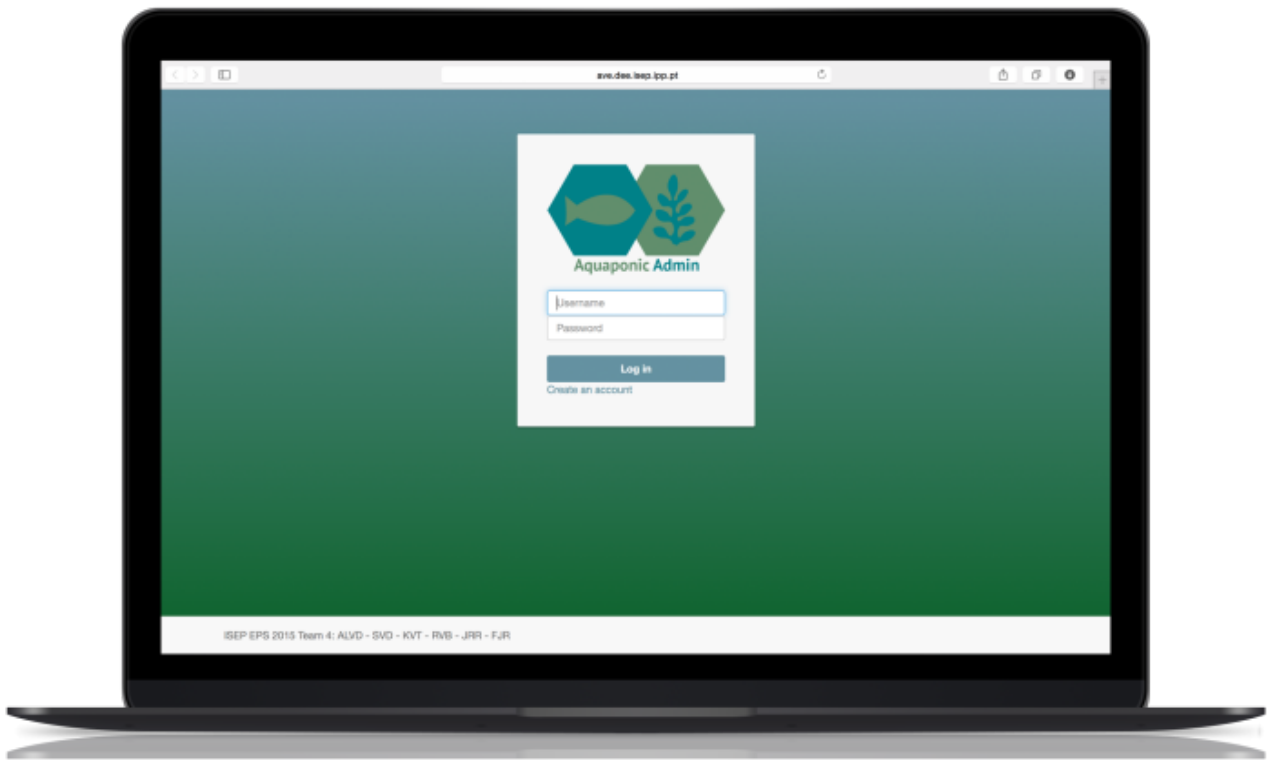 ave.dee.isep.ipp.pt
Aquaponic Admin
Username
Password
Log in
Create an account
ISEP EPS 2015 Team 4: ALVD - SVD - KVT - RVB - JRR - FJR